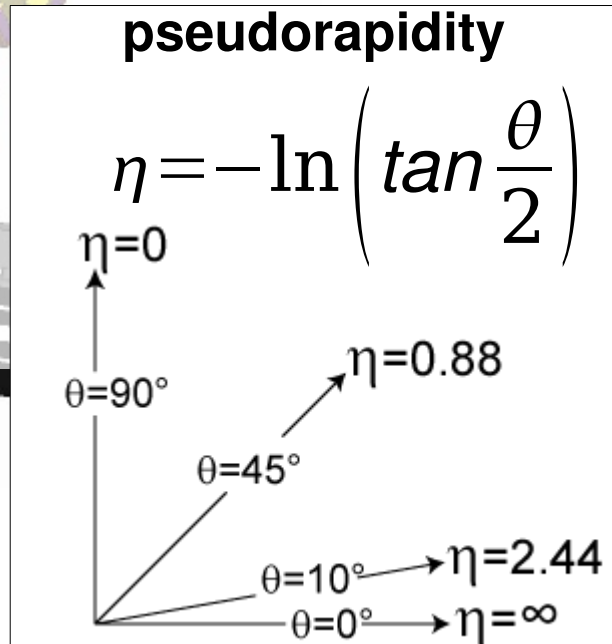 pseudorapidity
η=−ln(tan θ/2)
η=0
η=0.88
θ=90°
θ=45°
η=2.44
θ=10°
θ=0°
η=∞